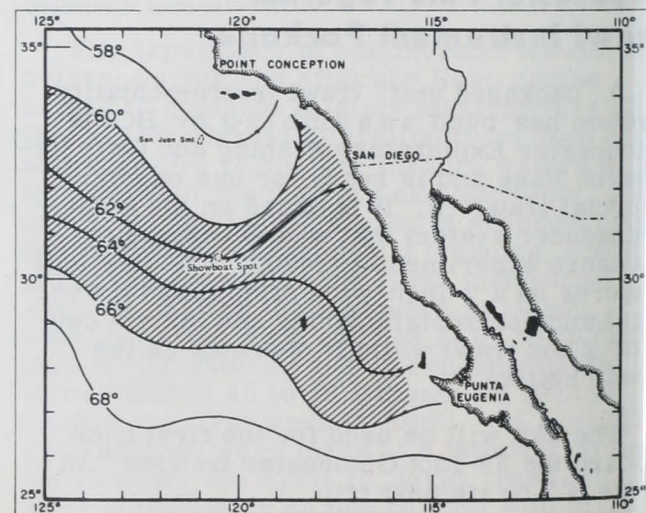 125° 120° 115° 110°
35° 35°
58°
POINT CONCEPTION
60°
San Juan Smt.
SAN DIEGO
62°
64°
Showboat Spot
30° 30°
66°
68°
PUNTA
EUGENIA
25° 25°
125° 120° 115° 110°